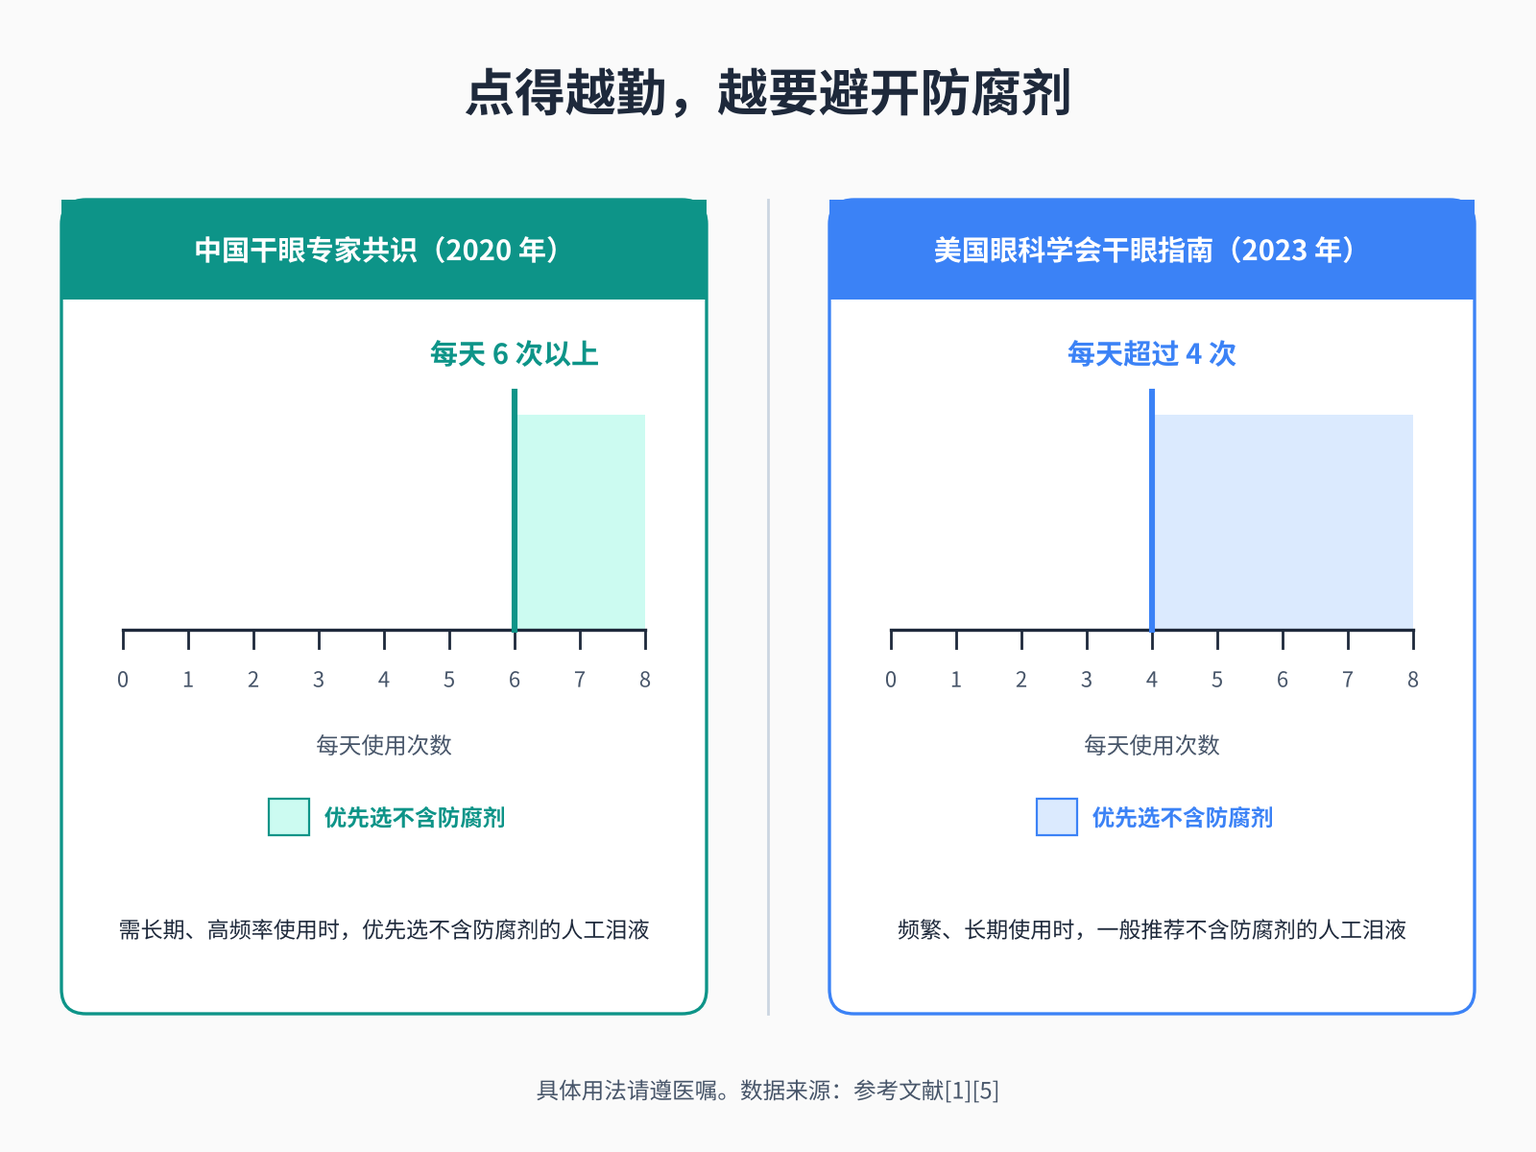 点得越勤，越要避开防腐剂
中国干眼专家共识（2020 年）
每天 6 次以上
0 1 2 3 4 5 6 7 8
每天使用次数
优先选不含防腐剂
需长期、高频率使用时，优先选不含防腐剂的人工泪液
美国眼科学会干眼指南（2023 年）
每天超过 4 次
0 1 2 3 4 5 6 7 8
每天使用次数
优先选不含防腐剂
频繁、长期使用时，一般推荐不含防腐剂的人工泪液
具体用法请遵医嘱。数据来源：参考文献[1][5]